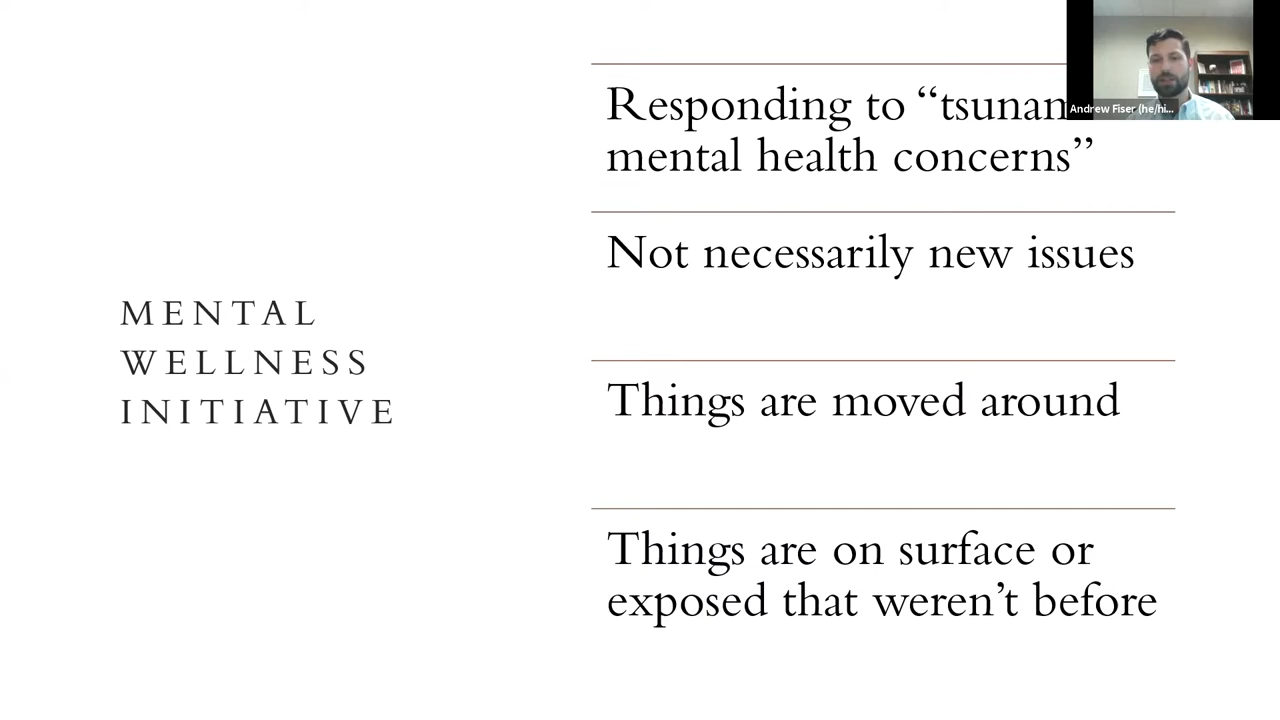 MENTAL
WELLNESS
INITIATIVE
Responding to “
mental health concerns”
Not necessarily new issues
Things are moved around
Things are on surface or
exposed that weren’t before
Andrew Fiser (he/hi...